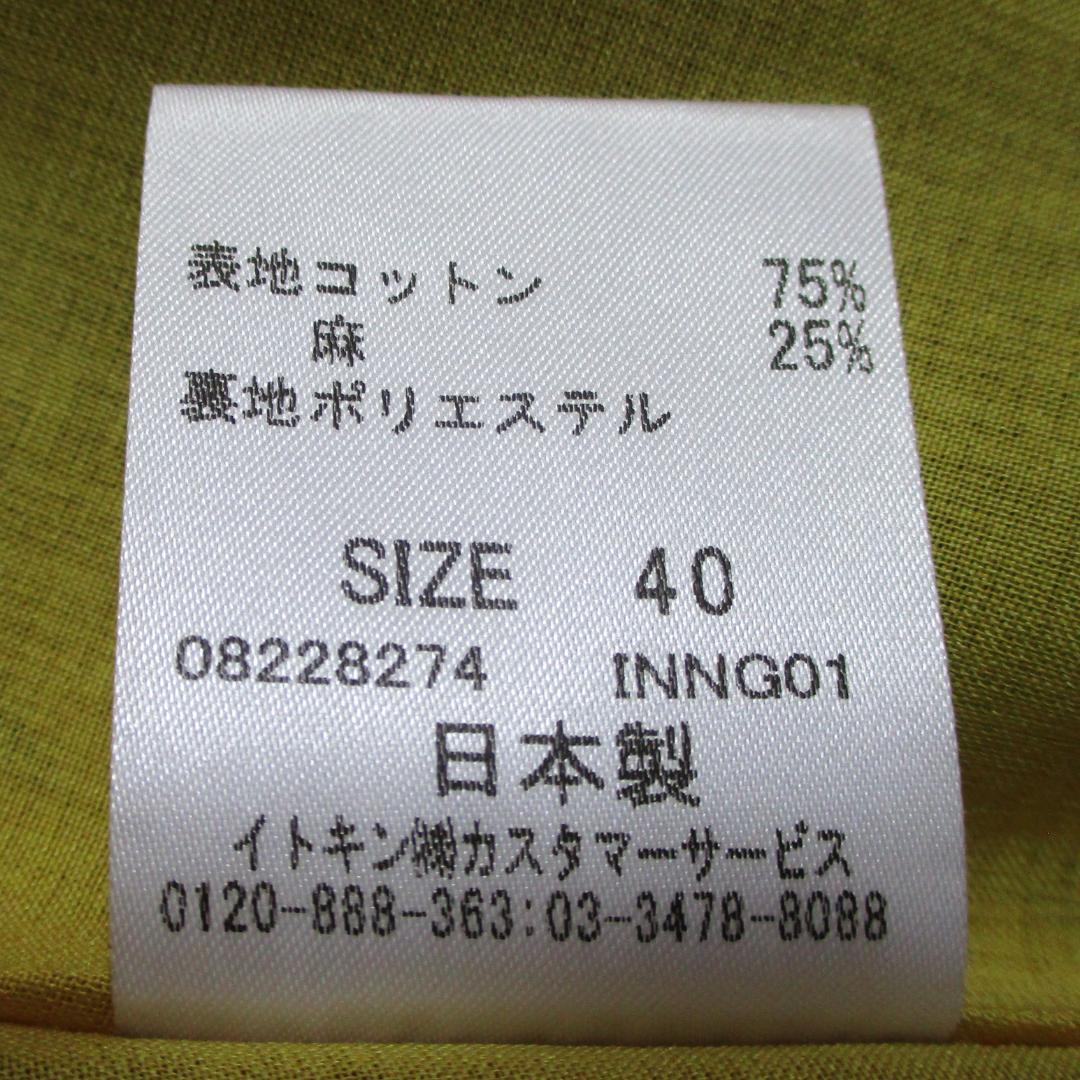 表地コットン 75%
麻 25%
裏地ポリエステル
SIZE 40
08228274 INNG01
日本製
イトキン㈱カスタマーサービス
0120-888-363:03-3478-8088